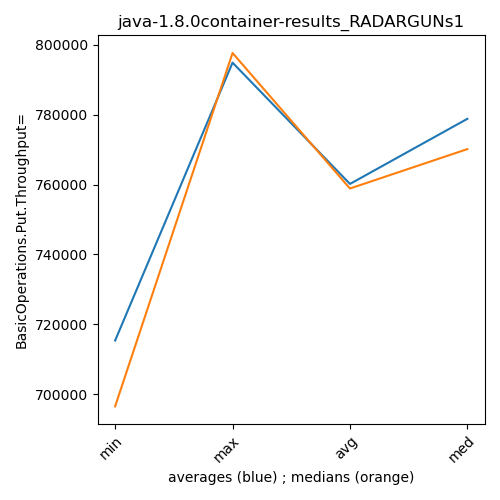 java-1.8.0container-results_RADARGUNs1
BasicOperations.Put.Throughput=
800000
780000
760000
740000
720000
700000
min
max
avg
med
averages (blue) ; medians (orange)